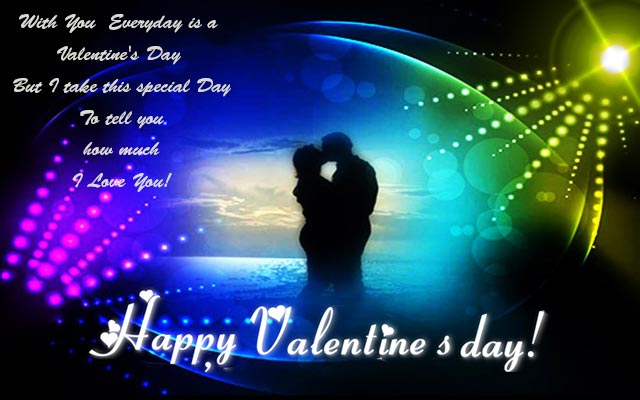 With You Everyday is a
Valentine's Day
But I take this special Day
To tell you,
how much
I Love You!
Happy Valentine s day!